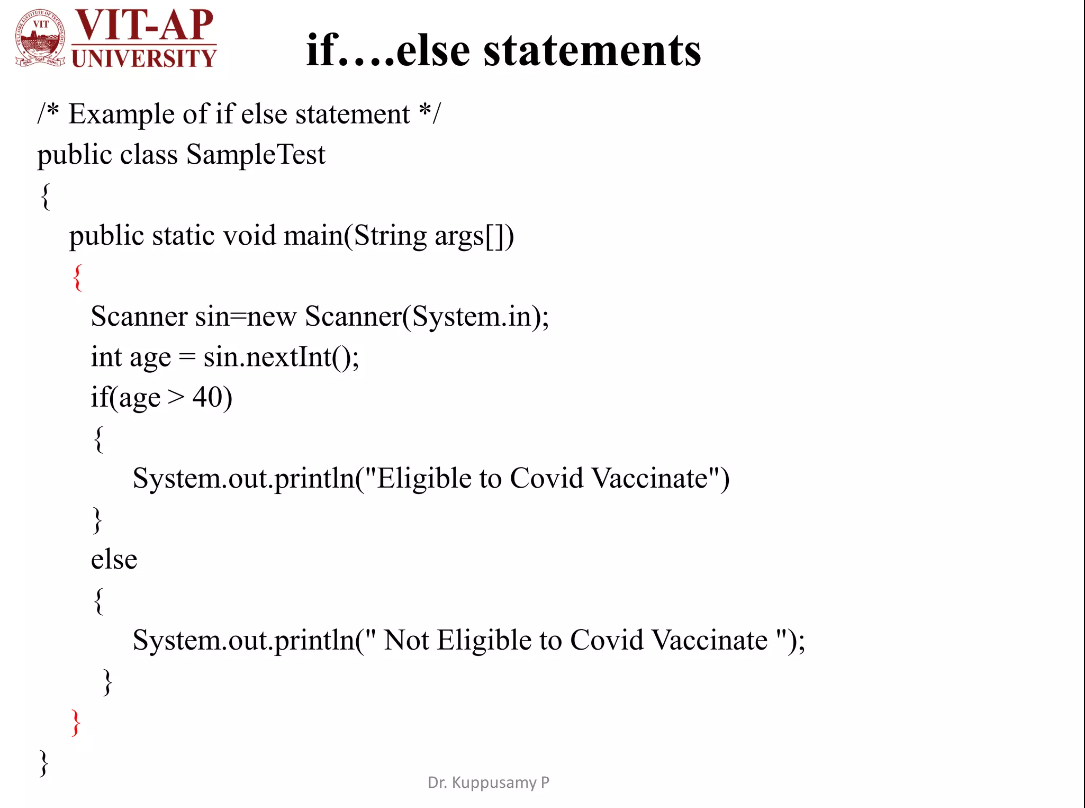 VIT
VIT-AP
UNIVERSITY
if….else statements
/* Example of if else statement */
public class SampleTest
{
public static void main(String args[])
{
Scanner sin=new Scanner(System.in);
int age = sin.nextInt();
if(age > 40)
{
System.out.println("Eligible to Covid Vaccinate")
}
else
{
System.out.println(" Not Eligible to Covid Vaccinate ");
}
}
}
Dr. Kuppusamy P